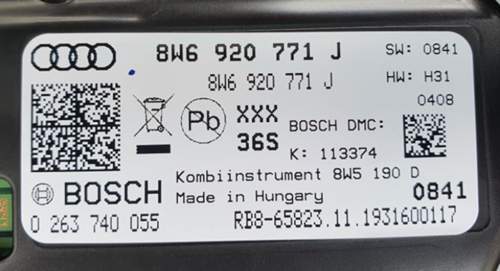 8W6 920 771 J SW: 0841
8W6 920 771 J HW: H31
0408
Pb XXX BOSCH DMC:
36S K: 113374
Kombiinstrument 8W5 190 D
BOSCH Made in Hungary 0841
0 263 740 055 RB8-65823.11.1931600117